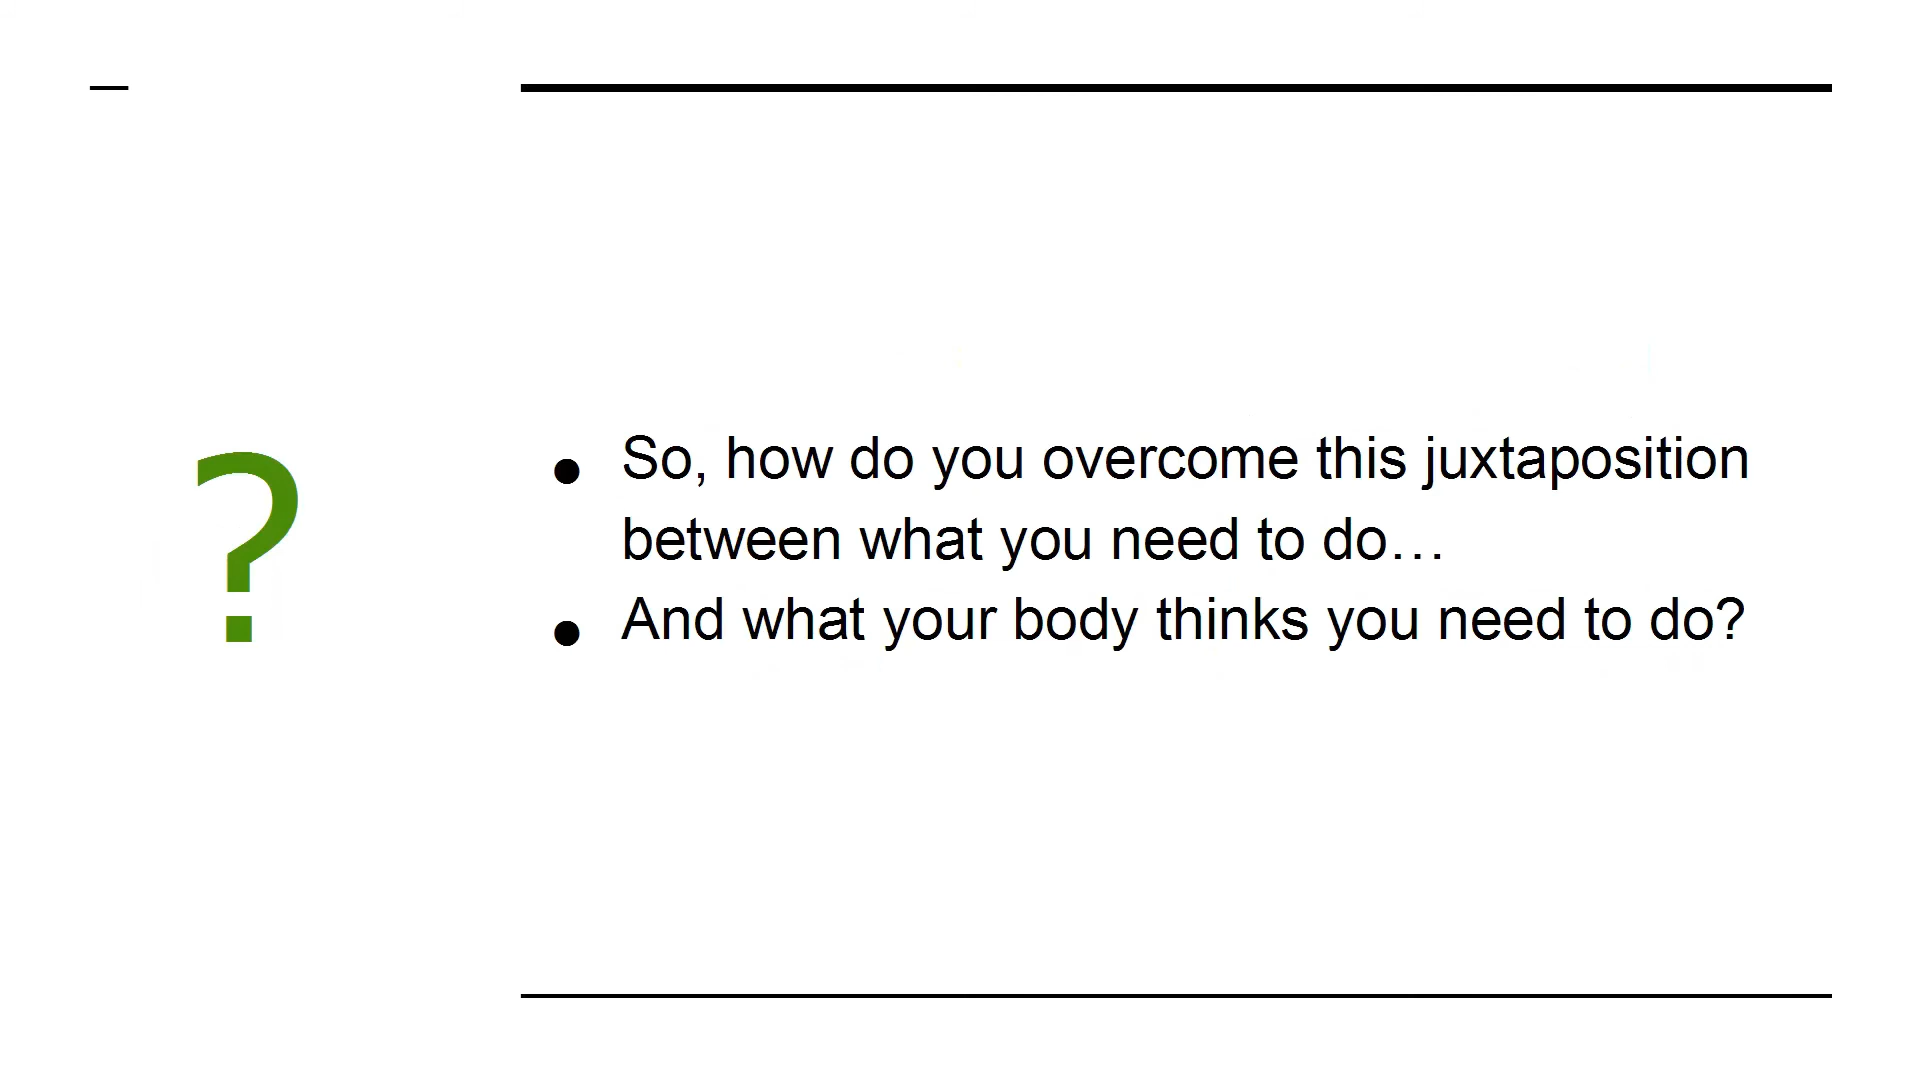 ?
● So, how do you overcome this juxtaposition
between what you need to do…
● And what your body thinks you need to do?